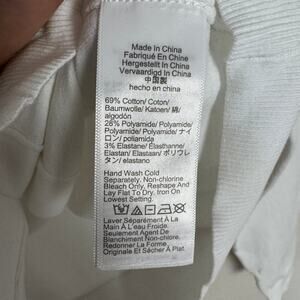 Made In China
Fabriqué En Chine
Hergestellt In China
Vervaardigd In China
中国製
hecho en china
69% Cotton/ Coton/
Baumwolle/ Katoen/ 綿/
algodón
28% Polyamide/ Polyamide/
Polyamid/ Polyamide/ ナイ
ロン/ poliamida
3% Elastane/ Élasthanne/
Elastan/ Elastaan/ ポリウレ
タン/ elastano
Hand Wash Cold
Separately. Non-chlorine
Bleach Only, Reshape And
Lay Flat To Dry, Iron On
Lowest Setting.
Laver Séparément À La
Main À L'eau Froide.
Seulement Agent De
Blanchiment Non-chlore.
Redonner La Forme
Originale Et Sécher À Plat.